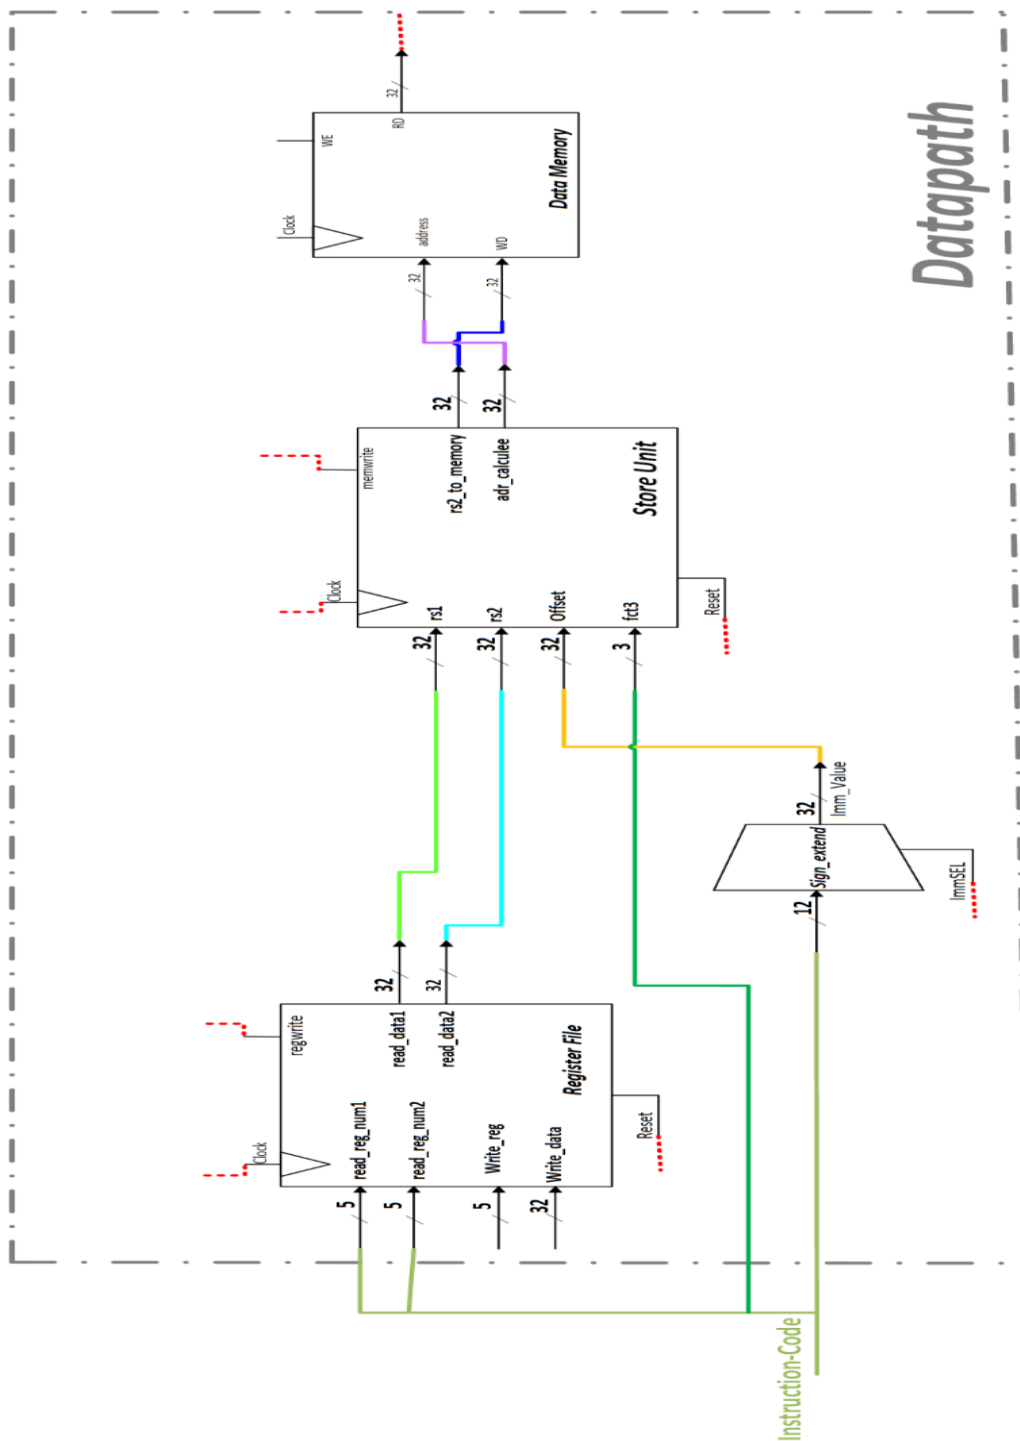 Datapath
Instruction-Code
Clock
regwrite
5
read_reg_num1
5
read_reg_num2
5
Write_reg
32
Write_data
read_data1
32
read_data2
32
Register File
Reset
12
Sign_extend
32
Imm_Value
ImmSEL
Clock
memwrite
32
rs1
32
rs2
32
Offset
3
fct3
rs2_to_memory
32
adr_calculee
32
Store Unit
Reset
Clock
WE
32
address
32
WD
RD
32
Data Memory